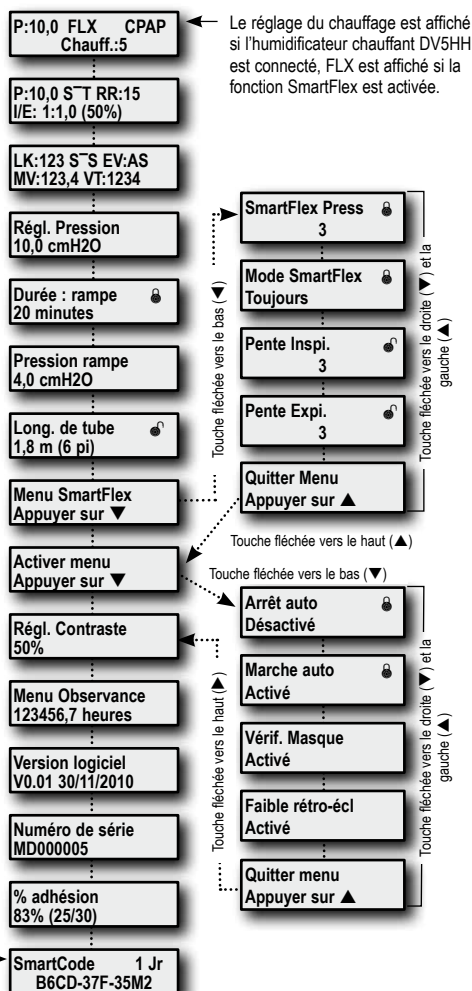 P:10,0 FLX CPAP
Chauff.:5
Le réglage du chauffage est affiché
si l’humidificateur chauffant DV5HH
est connecté, FLX est affiché si la
fonction SmartFlex est activée.
P:10,0 S¯T RR:15
I/E: 1:1,0 (50%)
LK:123 S¯S EV:AS
MV:123,4 VT:1234
Régl. Pression
10,0 cmH2O
Durée : rampe
20 minutes
Pression rampe
4,0 cmH2O
Long. de tube
1,8 m (6 pi)
Menu SmartFlex
Appuyer sur ▼
Touche fléchée vers le bas (▼)
SmartFlex Press
3
Mode SmartFlex
Toujours
Pente Inspi.
3
Pente Expi.
3
Quitter Menu
Appuyer sur ▲
Touche fléchée vers le droite (▼) et la
gauche (▲)
Touche fléchée vers le haut (▲)
Activer menu
Appuyer sur ▼
Touche fléchée vers le bas (▼)
Arrêt auto
Désactivé
Marche auto
Activé
Vérif. Masque
Activé
Faible rétro-écl
Activé
Quitter menu
Appuyer sur ▲
Touche fléchée vers le droite (▼) et la
gauche (▲)
Touche fléchée vers le haut (▲)
Régl. Contraste
50%
Menu Observance
123456,7 heures
Version logiciel
V0.01 30/11/2010
Numéro de série
MD000005
% adhésion
83% (25/30)
SmartCode 1 Jr
B6CD-37F-35M2